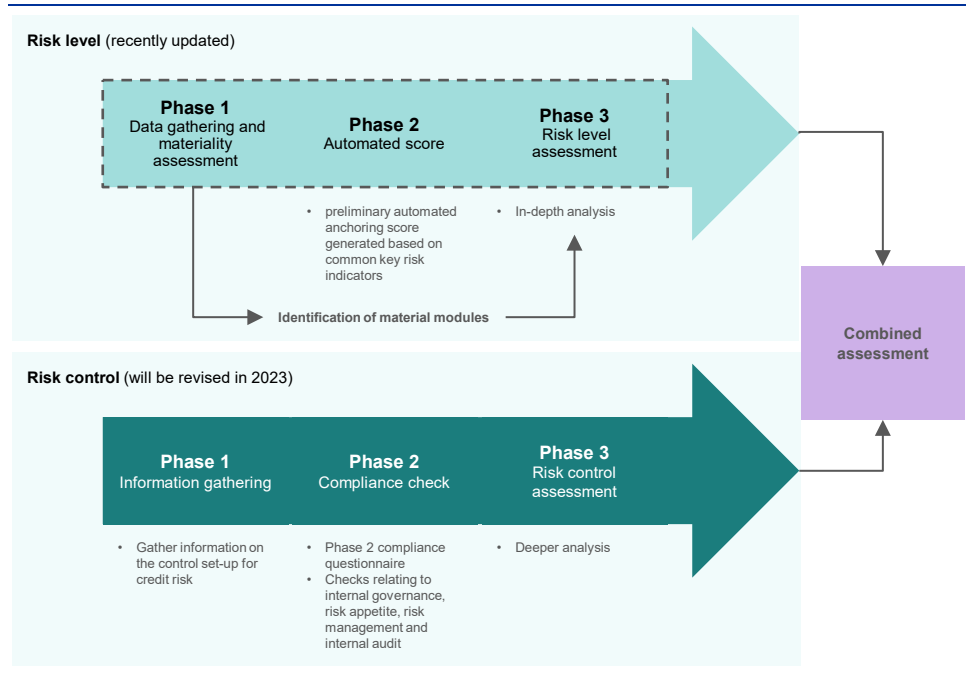 Risk level (recently updated)
Phase 1
Data gathering and
materiality
assessment
Phase 2
Automated score
Phase 3
Risk level
assessment
• preliminary automated
anchoring score
generated based on
common key risk
indicators
• In-depth analysis
Identification of material modules
Combined
assessment
Risk control (will be revised in 2023)
Phase 1
Information gathering
Phase 2
Compliance check
Phase 3
Risk control
assessment
• Gather information on
the control set-up for
credit risk
• Phase 2 compliance
questionnaire
• Checks relating to
internal governance,
risk appetite, risk
management and
internal audit
• Deeper analysis